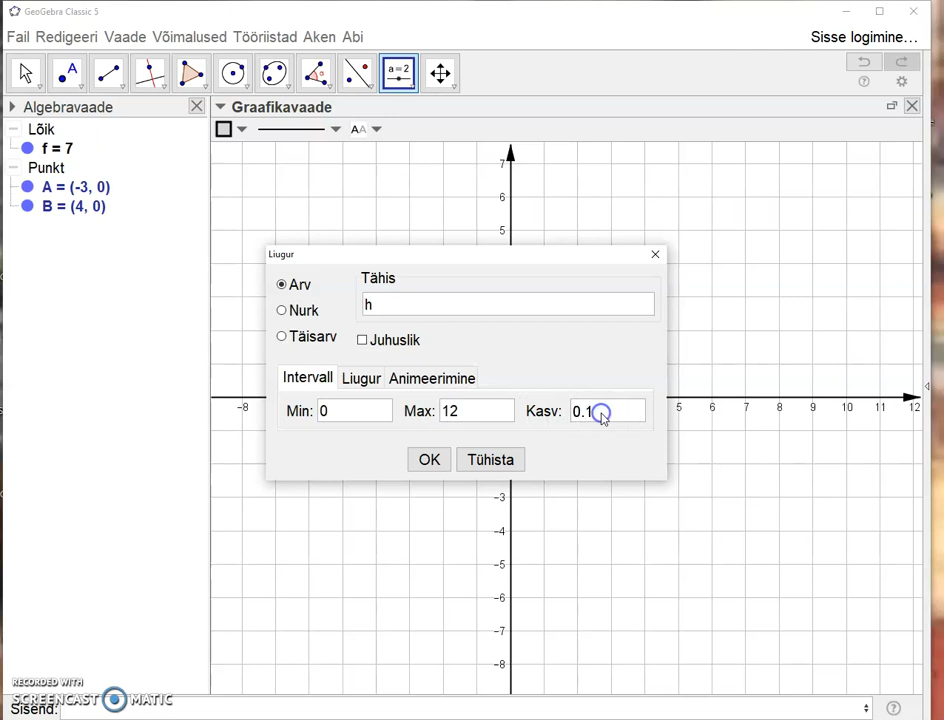 GeoGebra Classic 5
Fail Redigeeri Vaade Võimalused Tööriistad Aken Abi
Sisse logimine...
A
a=2
Algebravaade
Graafikavaade
AA
Lõik
f = 7
Punkt
A = (-3, 0)
B = (4, 0)
7
6
5
Liugur
Arv
Tähis
h
Nurk
Täisarv
Juhuslik
Intervall Liugur Animeerimine
Min: 0 Max: 12 Kasv: 0.1
OK Tühista
-8 5 6 7 8 9 10 11 12
-3
-4
-5
-6
-7
-8
RECORDED WITH
SCREENCAST MATIC
Sisend: